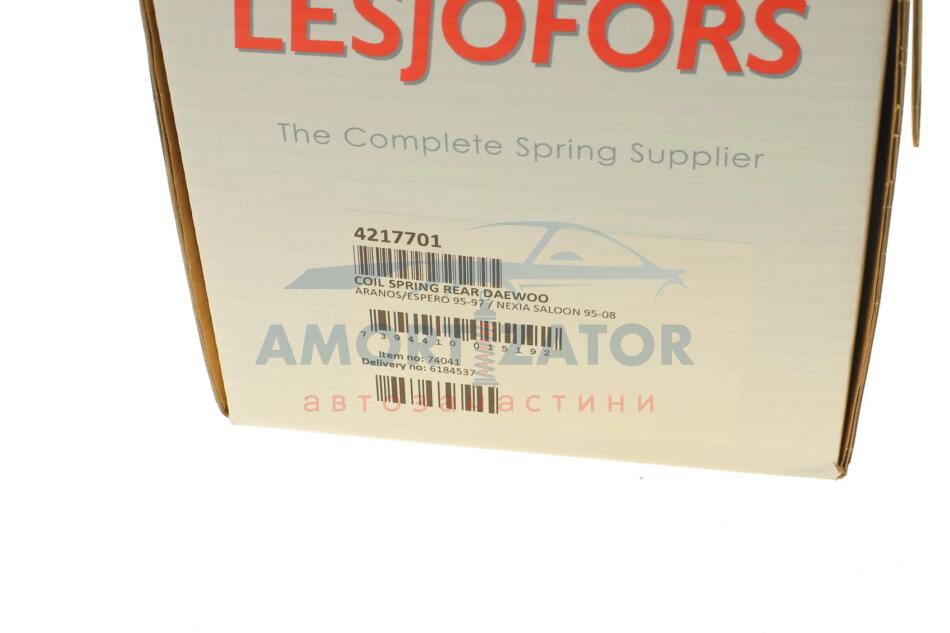 LESJÖFORS
The Complete Spring Supplier
4217701
COIL SPRING REAR DAEWOO
ARANOS/ESPERO 95-97 / NEXIA SALOON 95-08
7 394410 015192
Item no: 74041
Delivery no: 6184537
AMORTIZATOR
автозапчастини